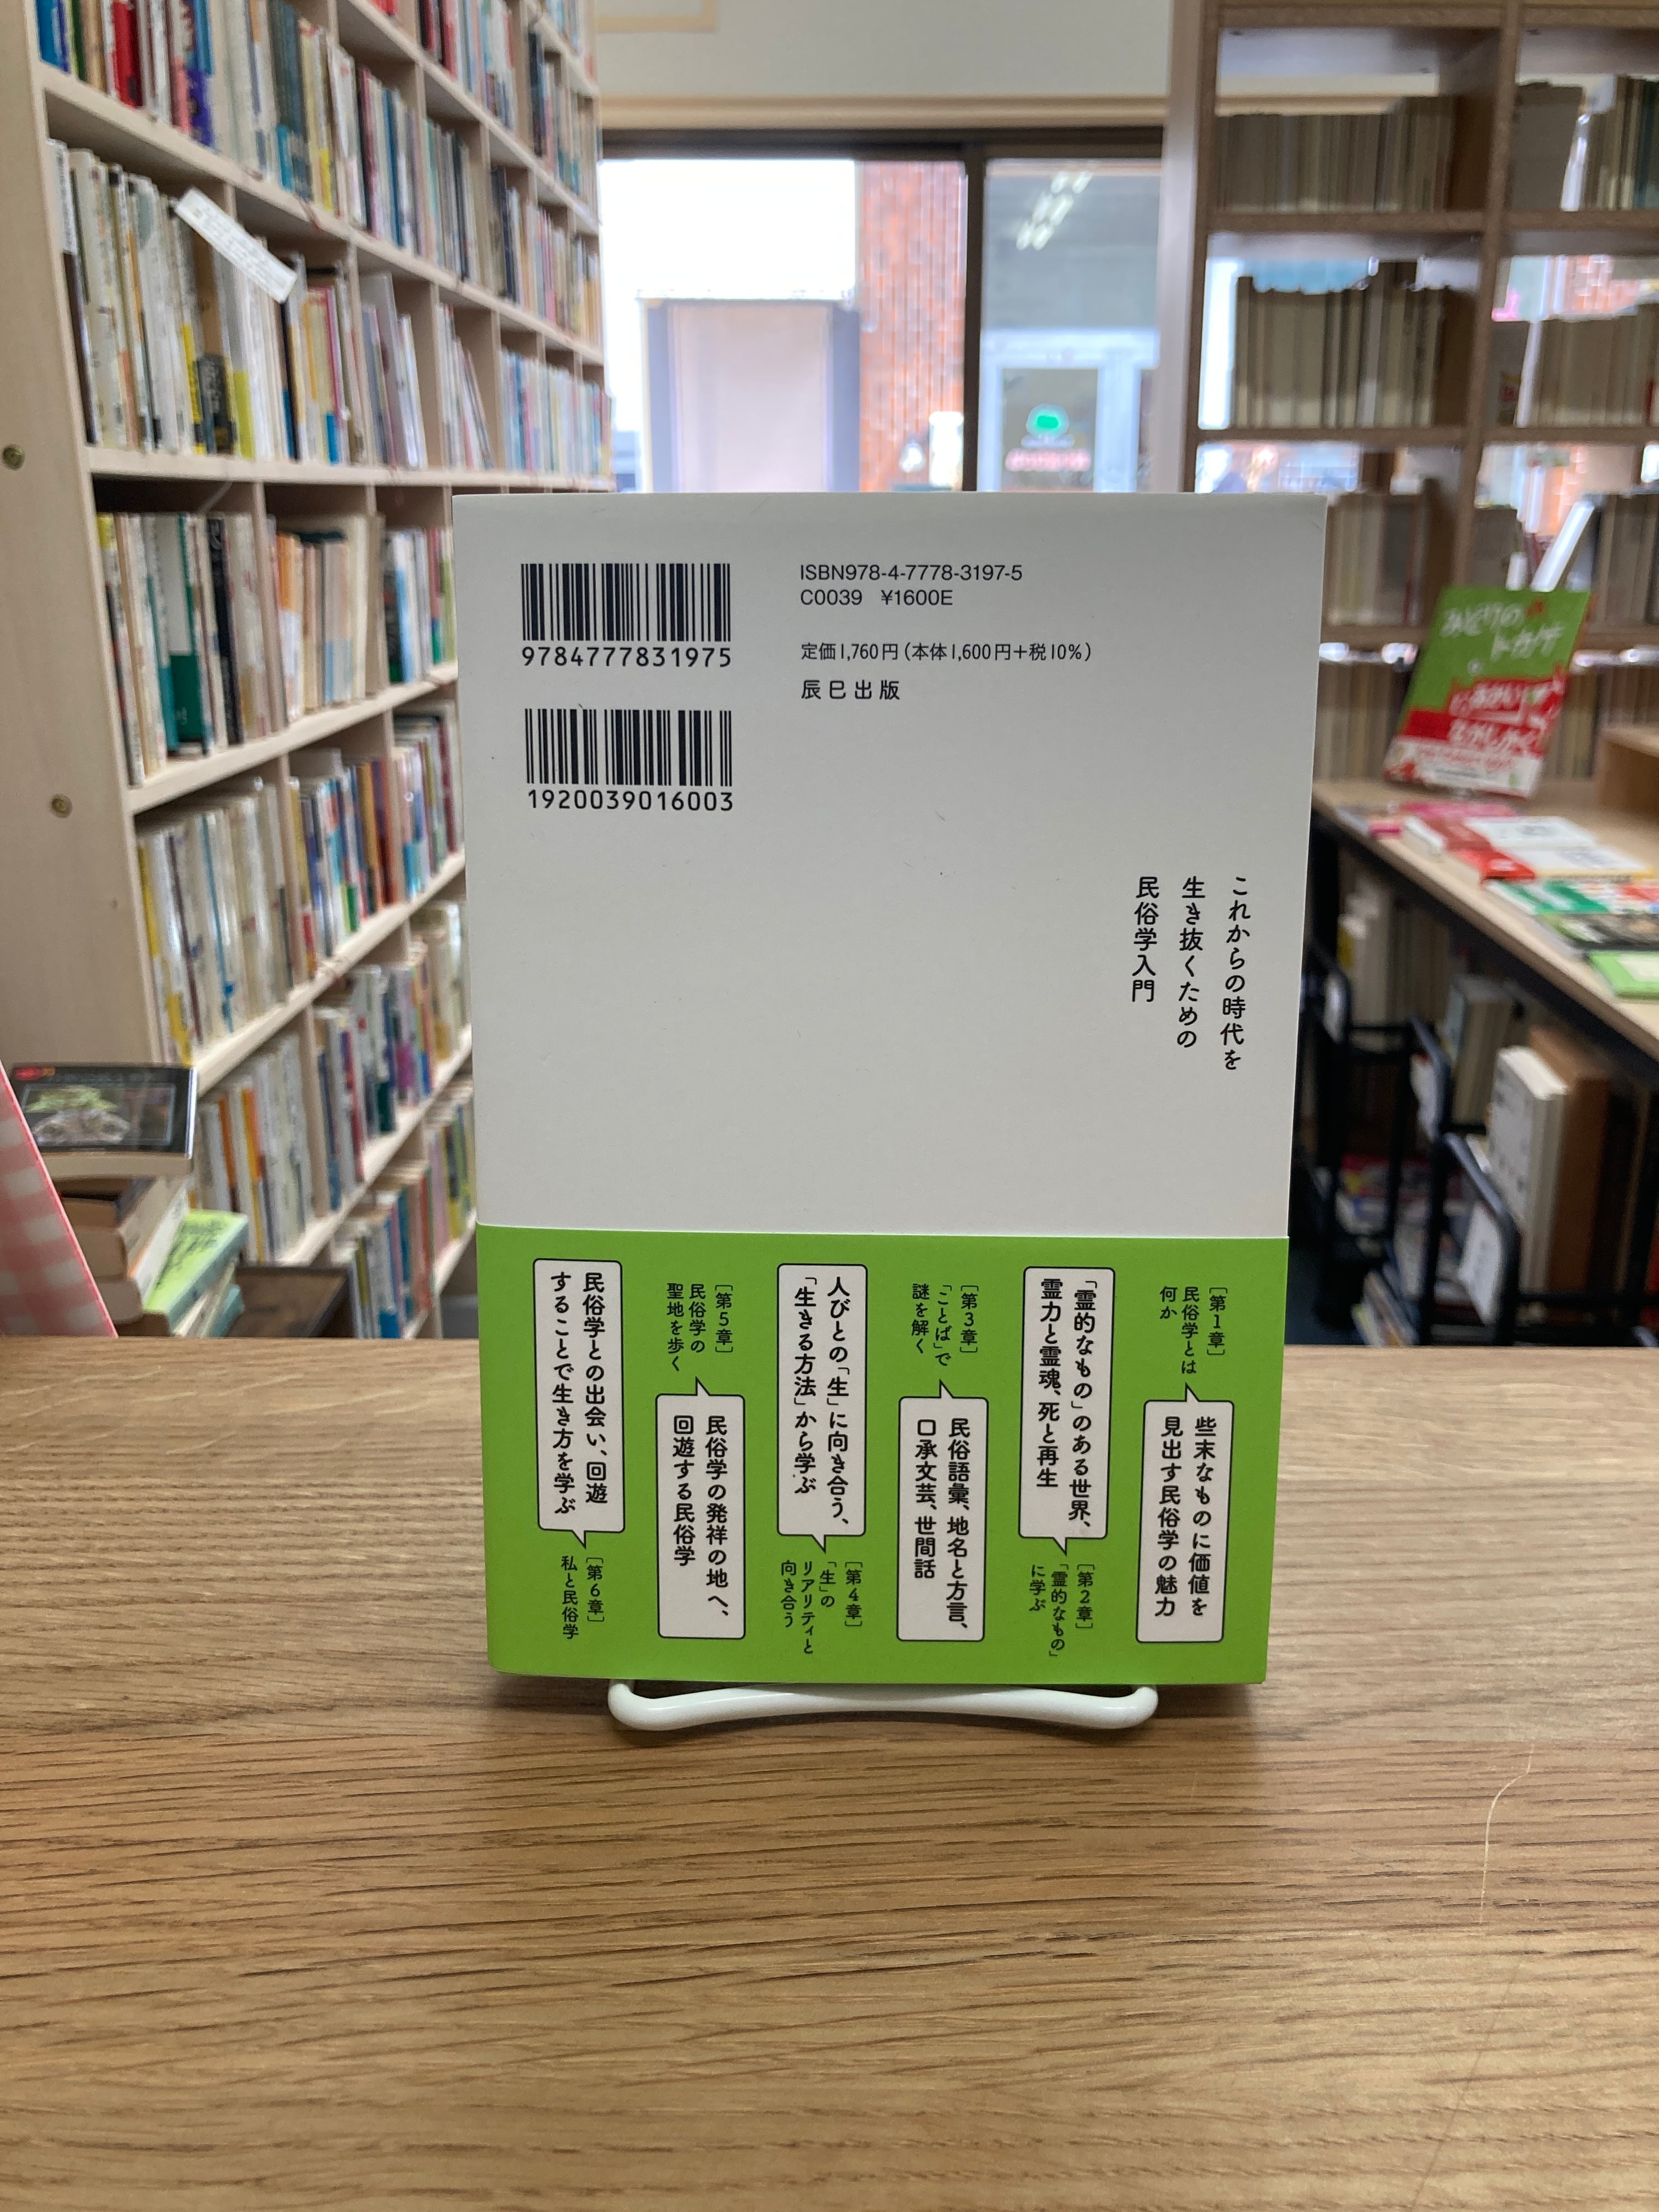 9784777831975
1920039016003
ISBN978-4-7778-3197-5
C0039 ¥1600E
定価1,760円(本体1,600円+税10%)
辰巳出版
これからの時代を
生き抜くための
民俗学入門
[第1章]
民俗学とは
何か
些末なものに価値を
見出す民俗学の魅力
「霊的なもの」のある世界、
霊力と霊魂、死と再生
[第2章]
「霊的なもの」
に学ぶ
[第3章]
「ことば」で
謎を解く
民俗語彙、地名と方言、
口承文芸、世間話
人びとの「生」に向き合う、
「生きる方法」から学ぶ
[第4章]
「生」の
リアリティと
向き合う
[第5章]
民俗学の
聖地を歩く
民俗学の発祥の地へ、
回遊する民俗学
民俗学との出会い、回遊
することで生き方を学ぶ
[第6章]
私と民俗学
みどりの
トカゲ